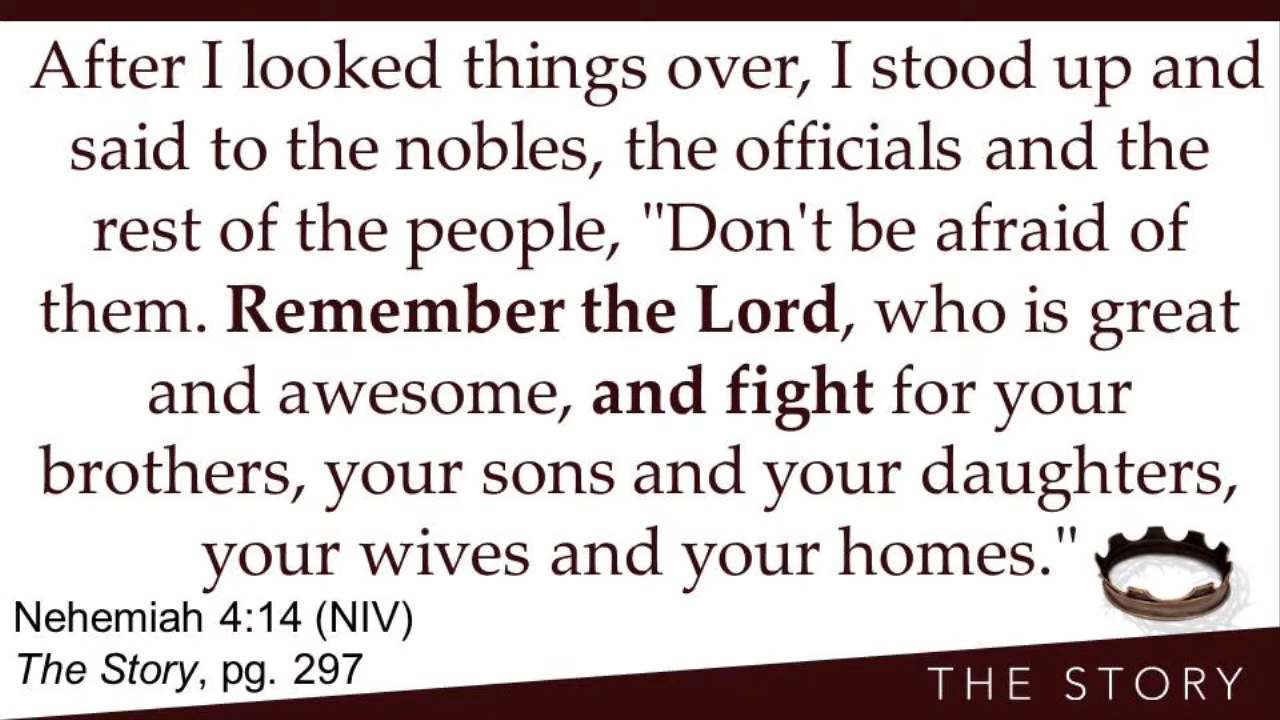 After I looked things over, I stood up and
said to the nobles, the officials and the
rest of the people, "Don't be afraid of
them. Remember the Lord, who is great
and awesome, and fight for your
brothers, your sons and your daughters,
your wives and your homes."
Nehemiah 4:14 (NIV)
The Story, pg. 297
THE STORY